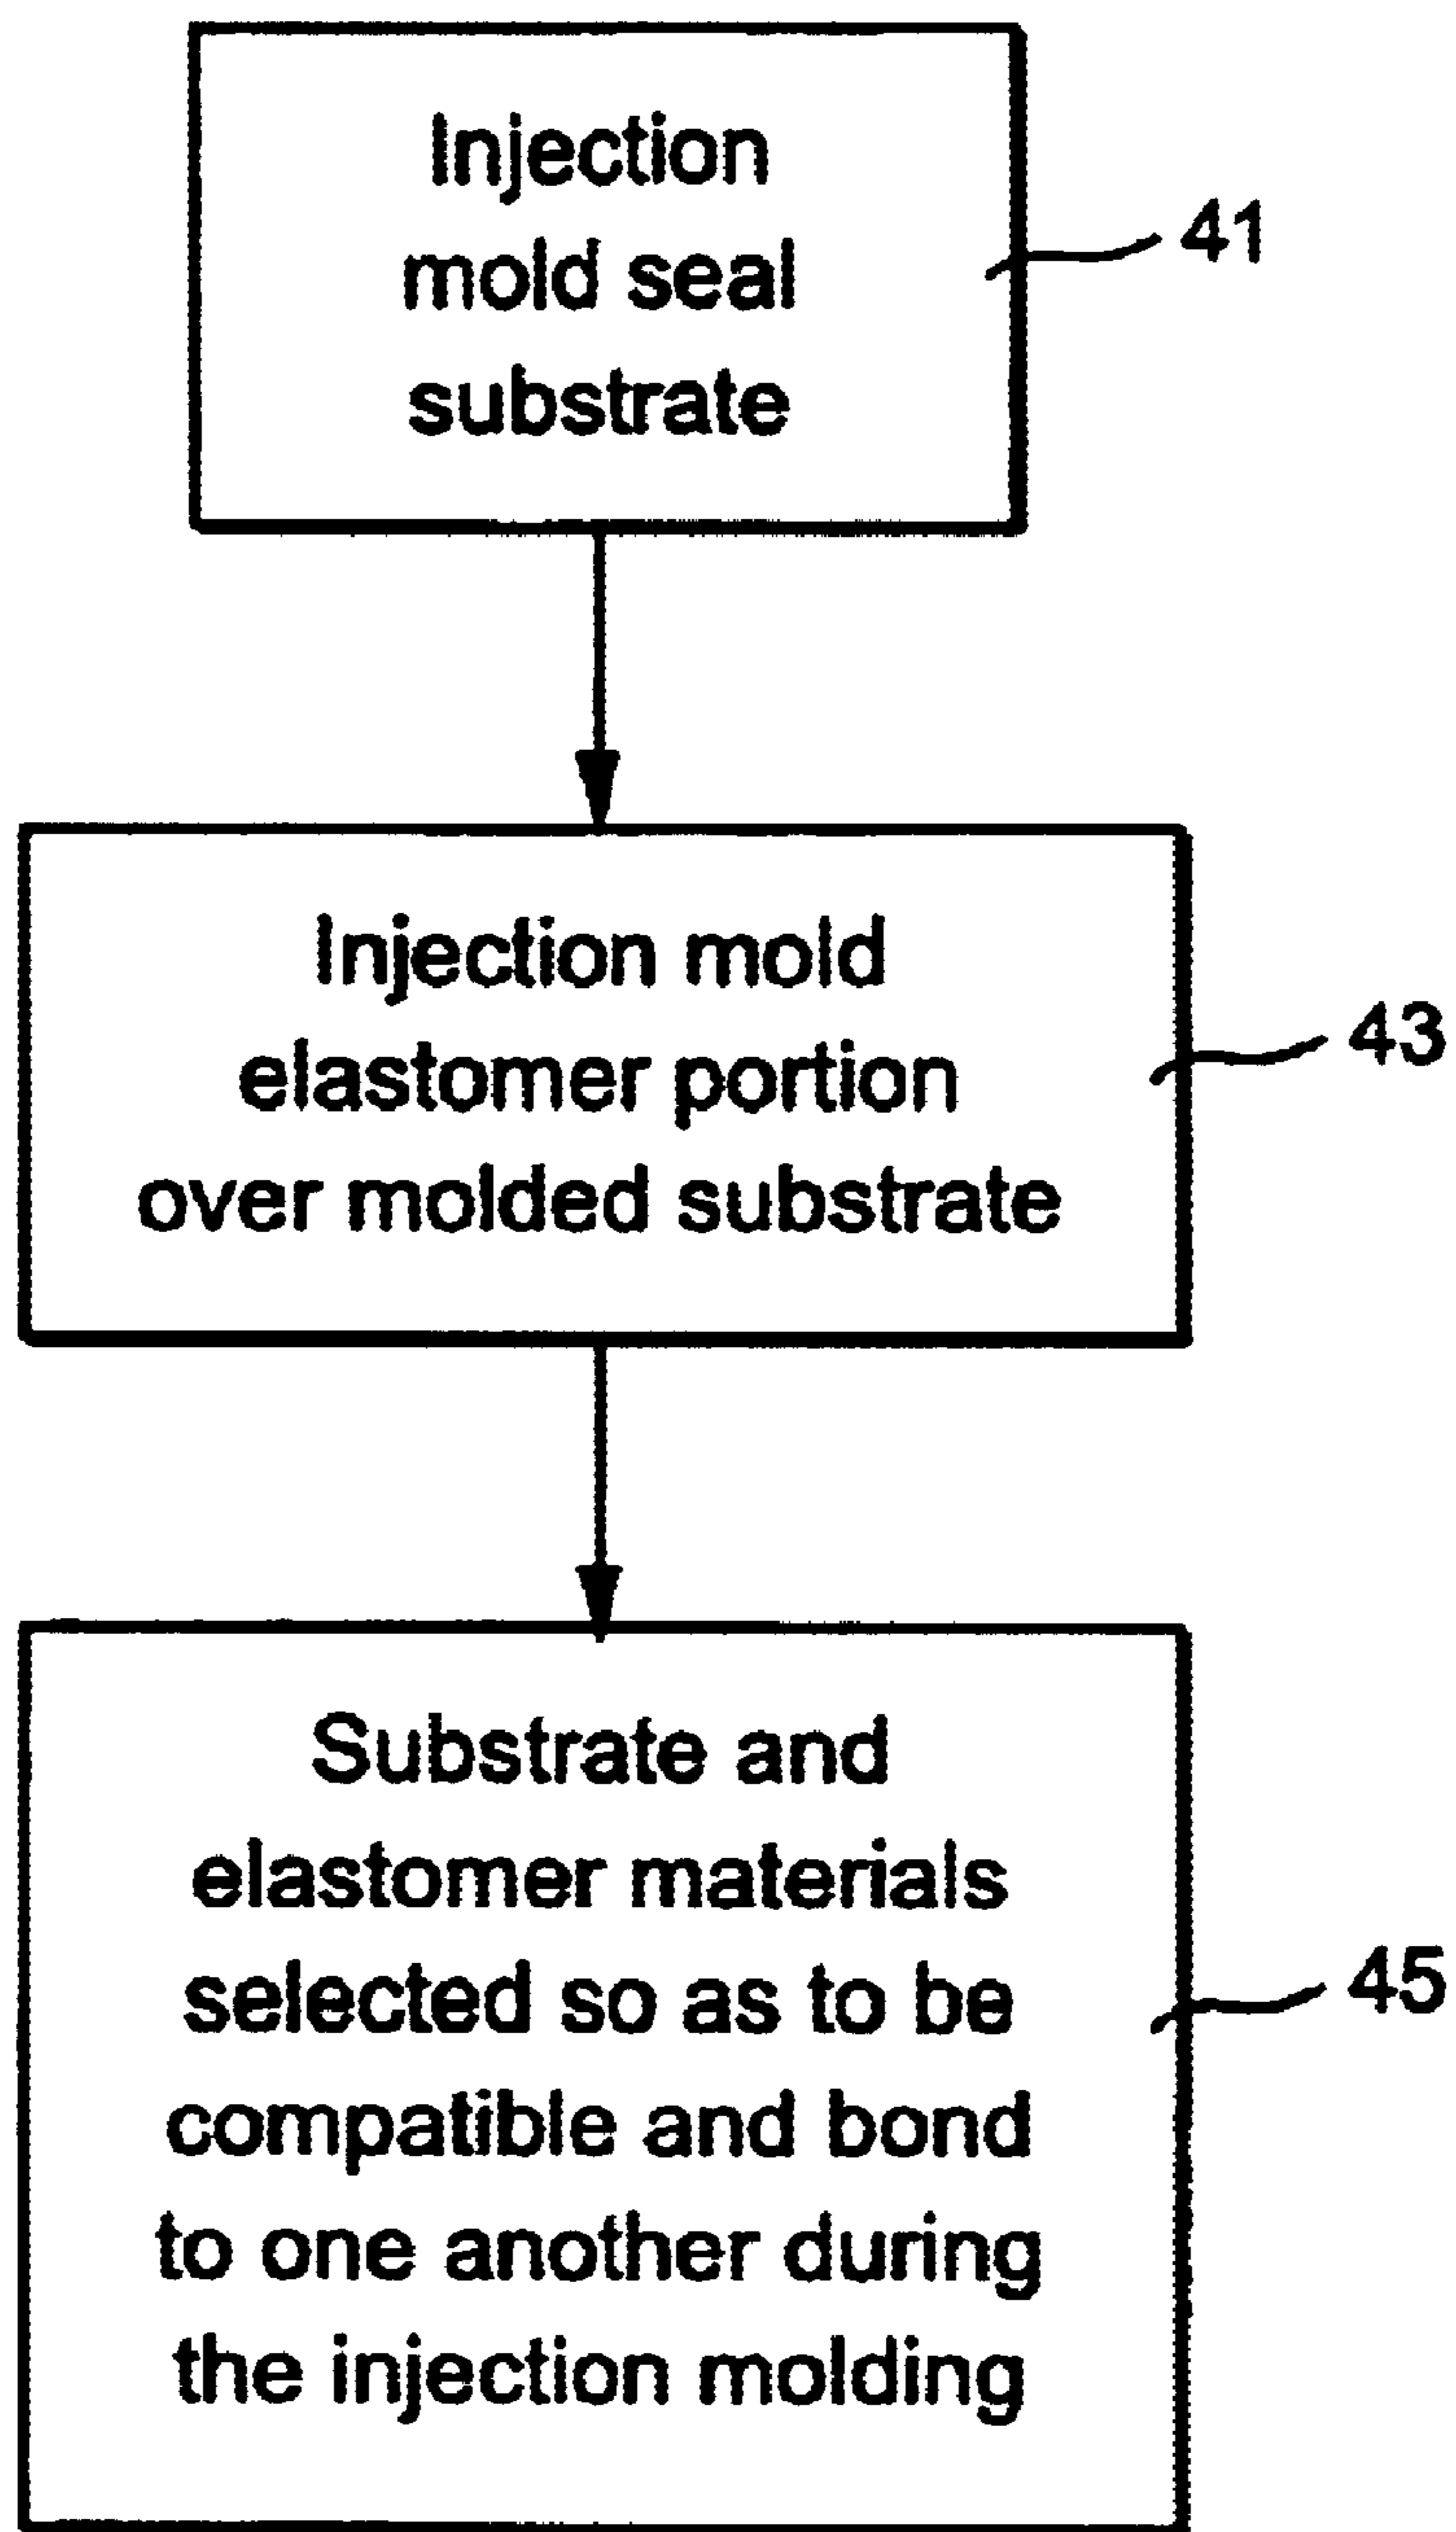 Injection
mold seal
substrate
41
Injection mold
elastomer portion
over molded substrate
43
Substrate and
elastomer materials
selected so as to be
compatible and bond
to one another during
the injection molding
45